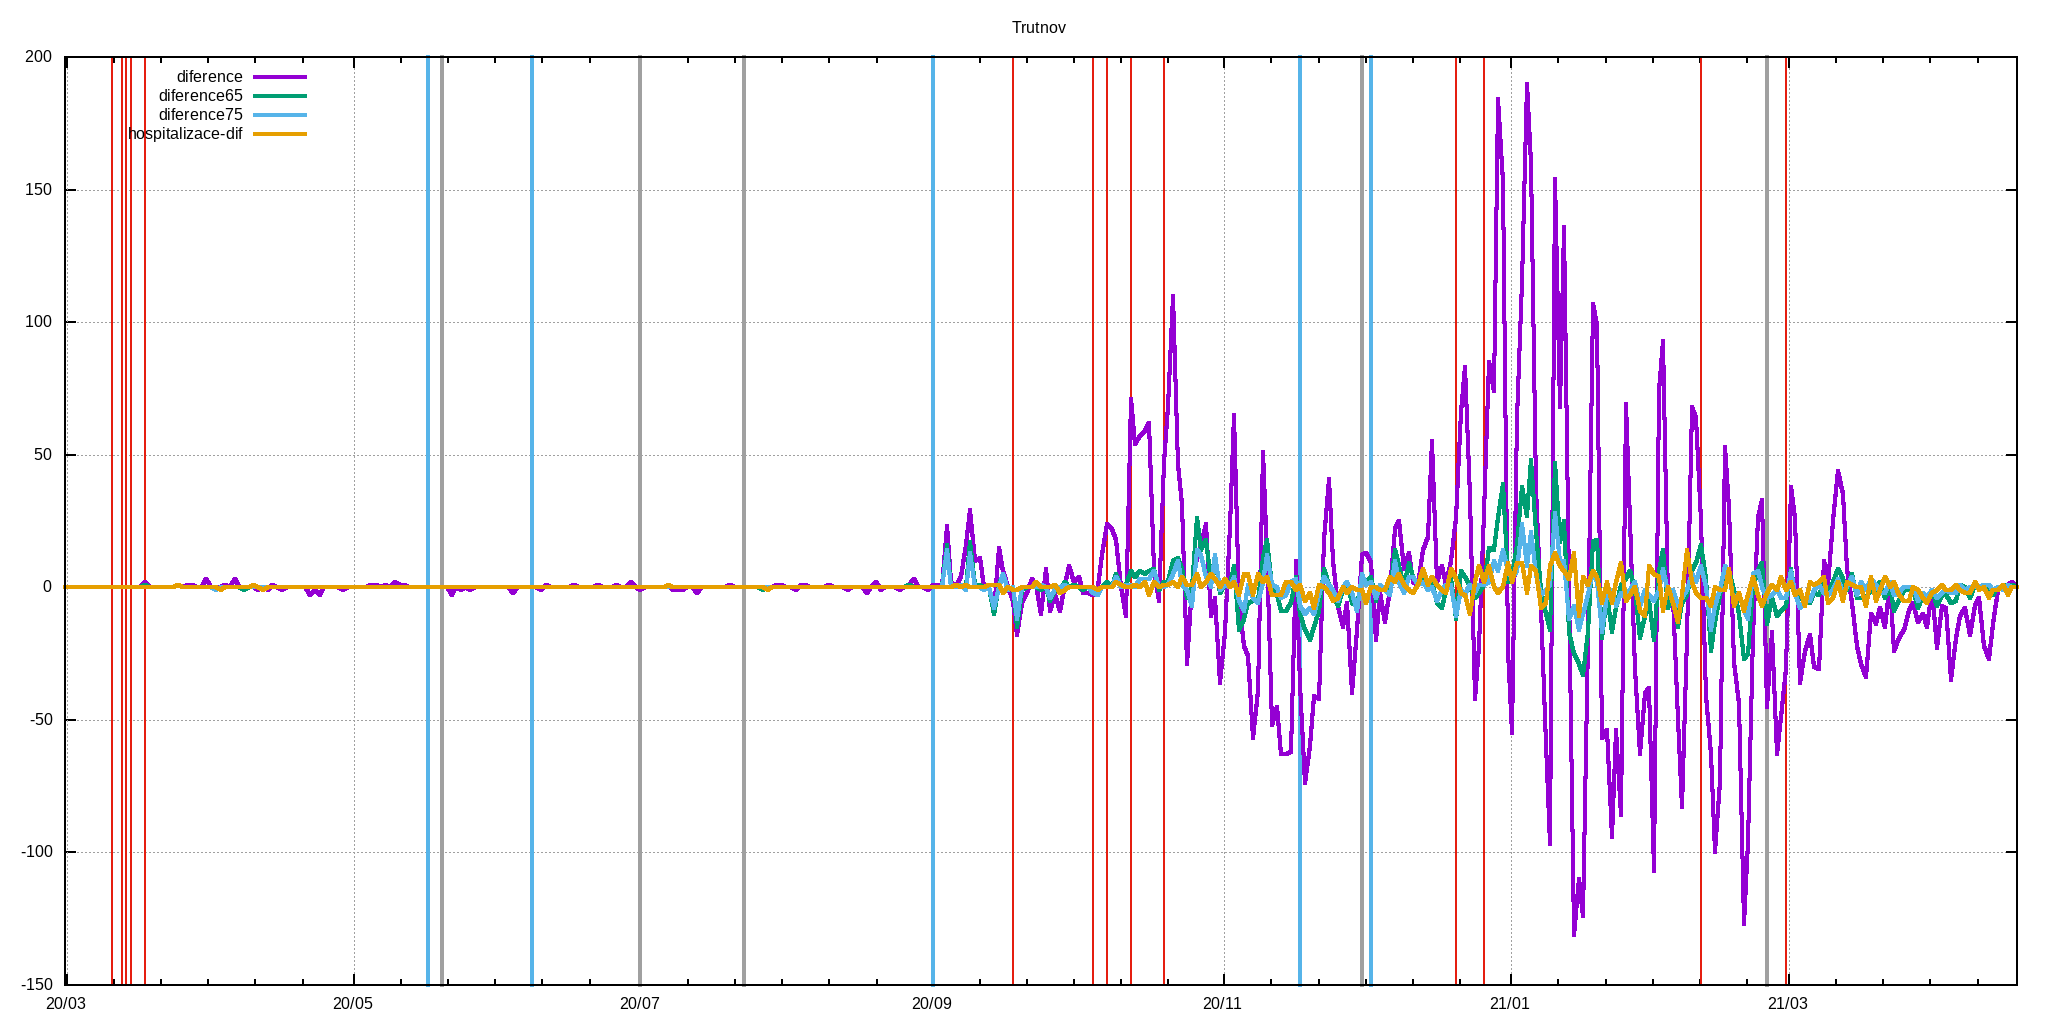 Trutnov
200
150
100
50
0
-50
-100
-150
diference
diference65
diference75
hospitalizace-dif
20/03 20/05 20/07 20/09 20/11 21/01 21/03